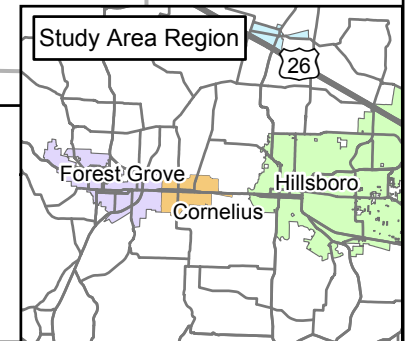 Study Area Region
26
Forest Grove
Hillsboro
Cornelius